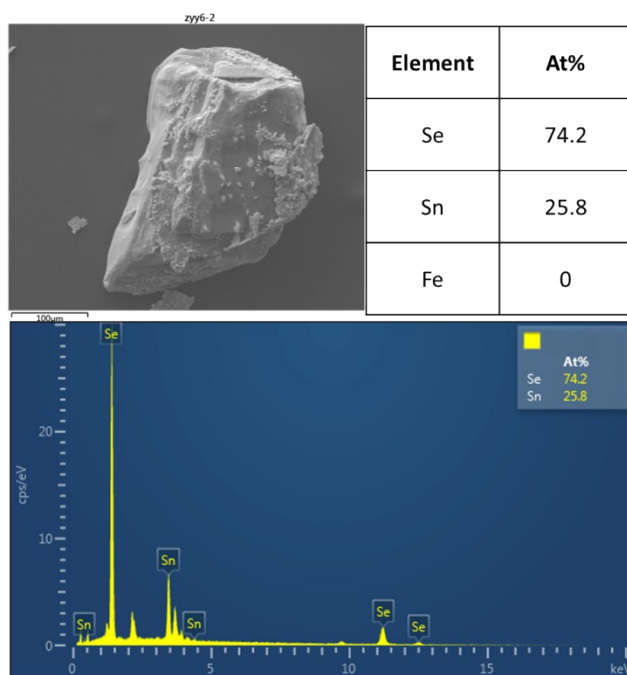 zyy6-2
Element At%
Se 74.2
Sn 25.8
Fe 0
100μm
Se
At%
Se 74.2
Sn 25.8
20
cps/eV
10
Sn
Sn
Sn
Se
Se
0
0 5 10 15 keV